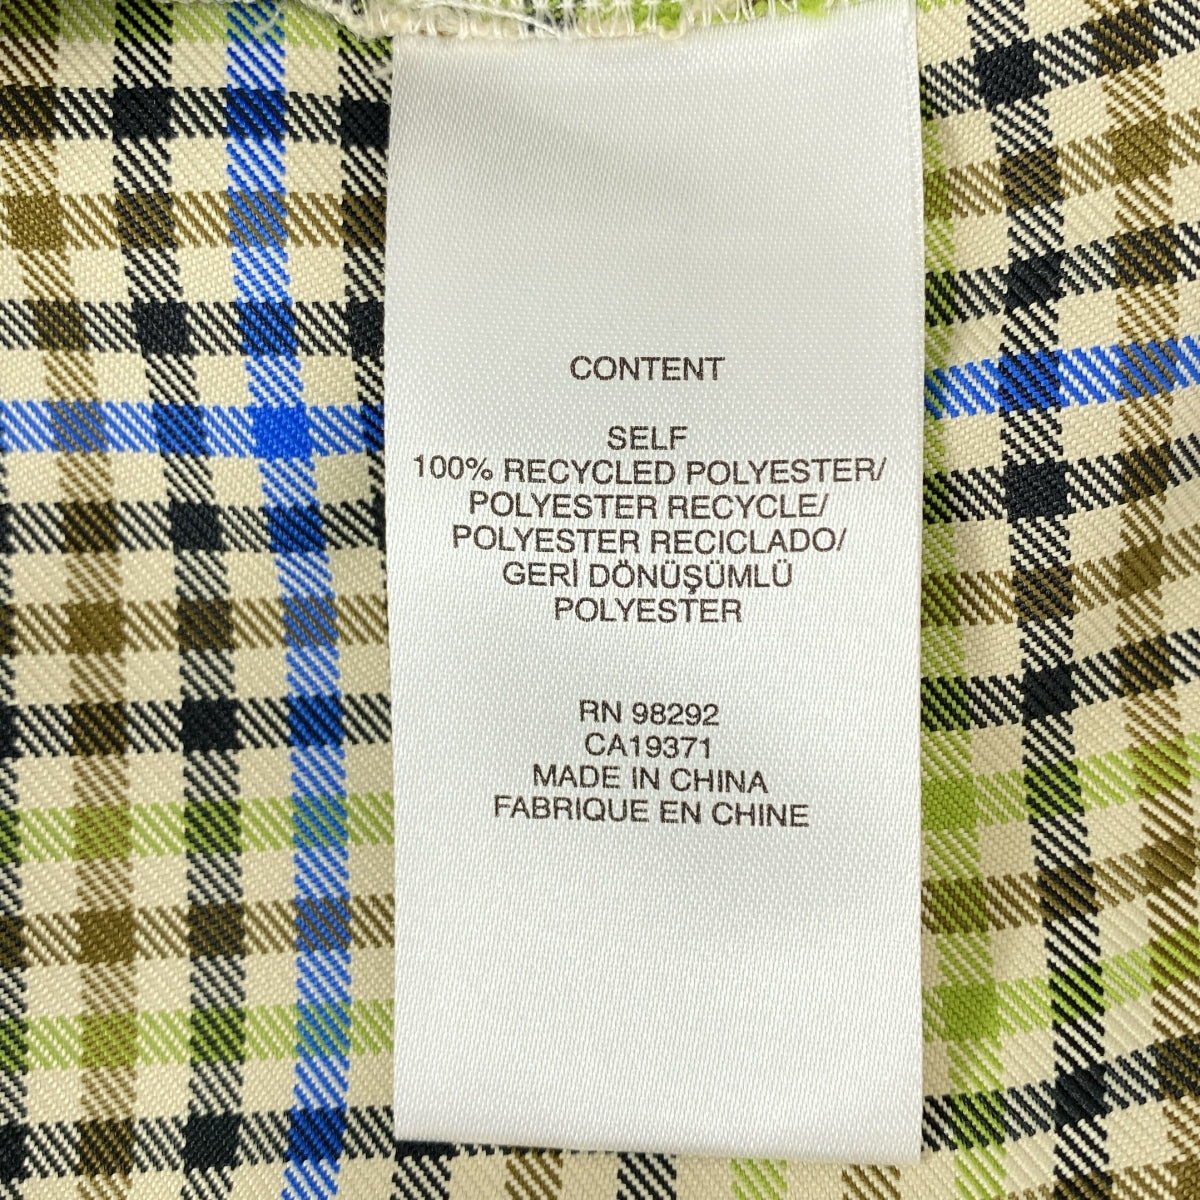 CONTENT
SELF
100% RECYCLED POLYESTER/
POLYESTER RECYCLE/
POLYESTER RECICLADO/
GERİ DÖNÜŞÜMLÜ
POLYESTER
RN 98292
CA19371
MADE IN CHINA
FABRIQUE EN CHINE